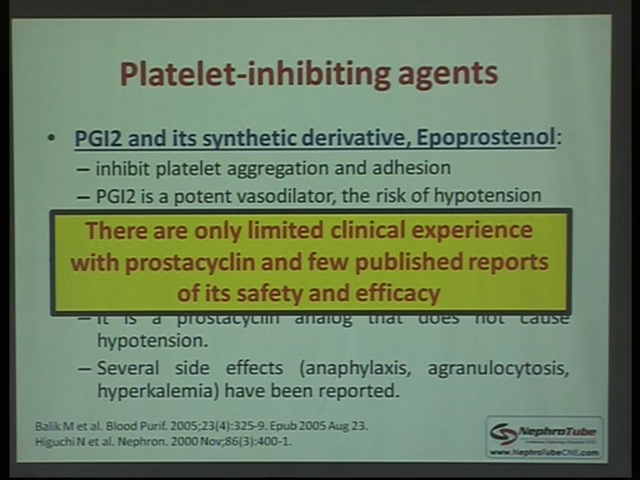 Platelet-inhibiting agents
• PGI2 and its synthetic derivative, Epoprostenol:
– inhibit platelet aggregation and adhesion
– PGI2 is a potent vasodilator, the risk of hypotension
There are only limited clinical experience
with prostacyclin and few published reports
of its safety and efficacy
– It is a prostacyclin analog that does not cause
hypotension.
– Several side effects (anaphylaxis, agranulocytosis,
hyperkalemia) have been reported.
Balik M et al. Blood Purif. 2005;23(4):325-9. Epub 2005 Aug 23.
Higuchi N et al. Nephron. 2000 Nov;86(3):400-1.
NephroTube
www.NephroTubeCNE.com